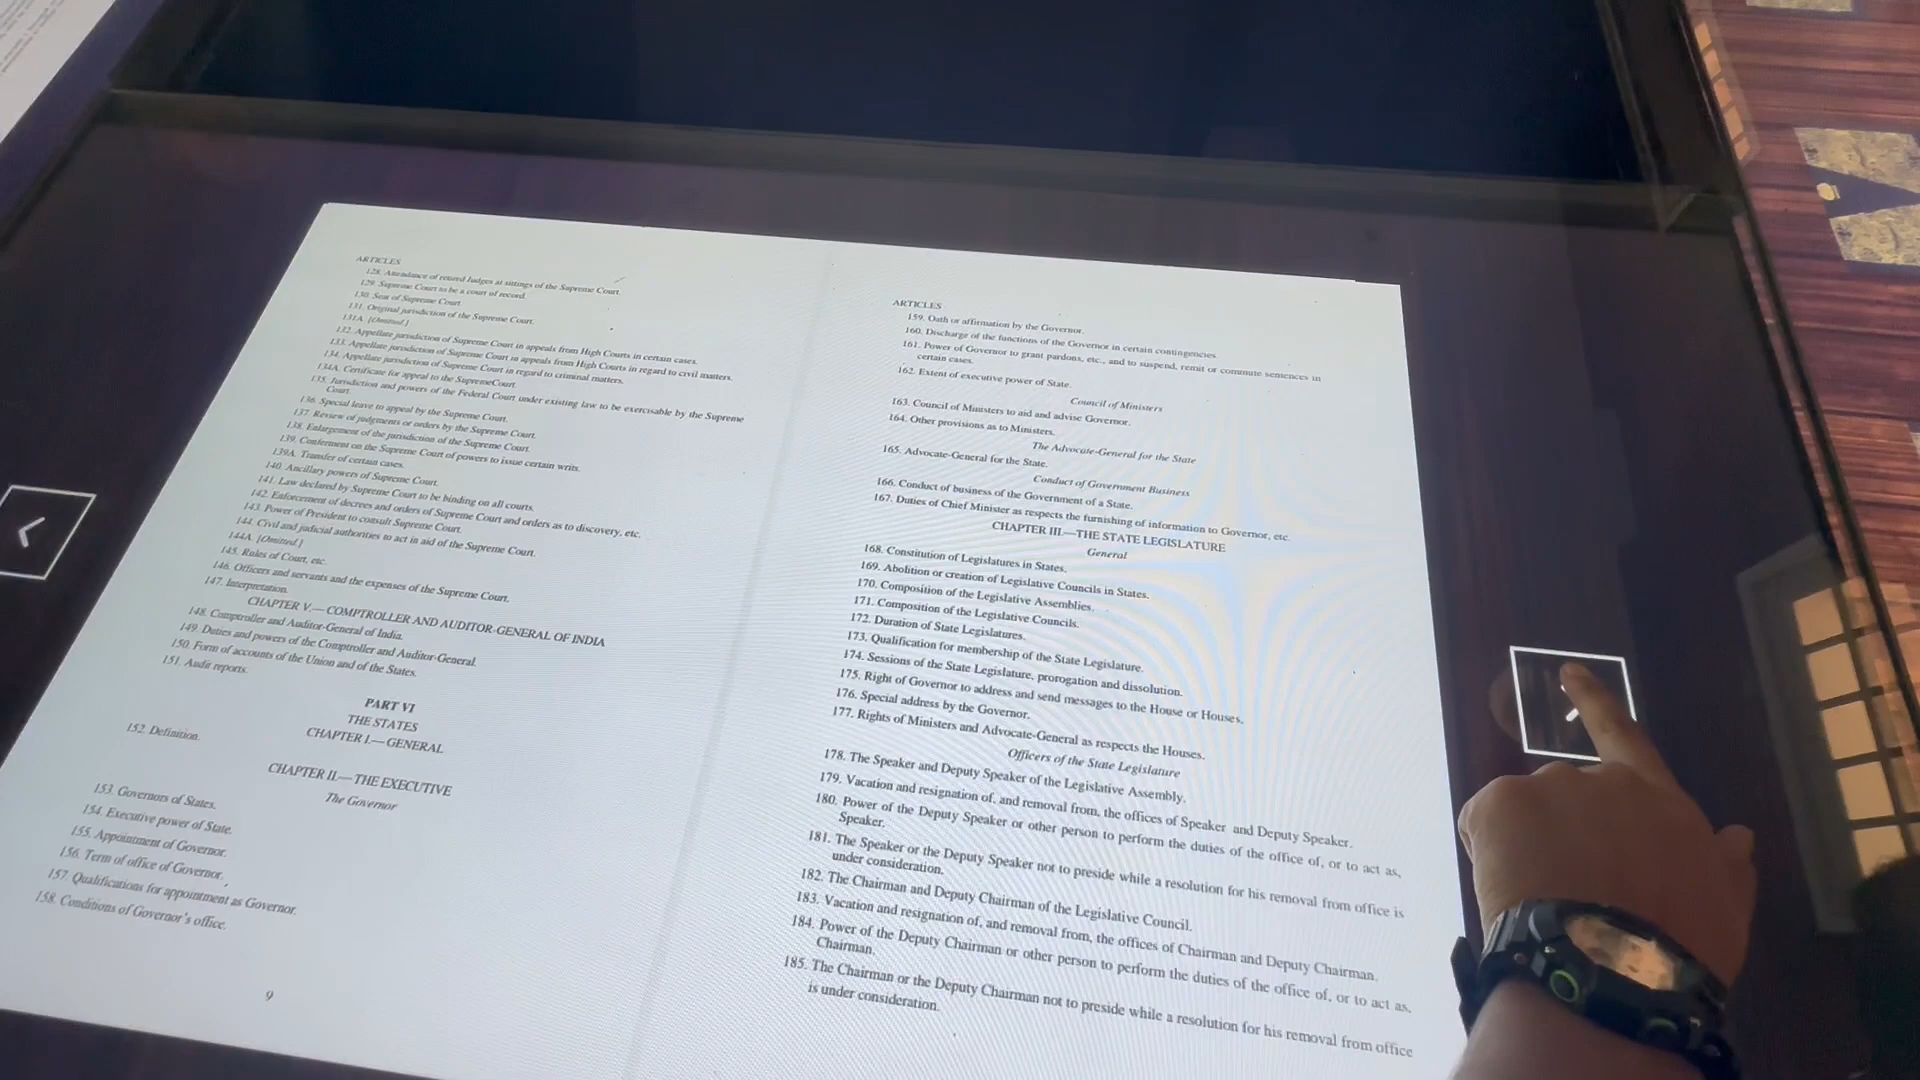 ARTICLES
128. Attendance of retired Judges at sittings of the Supreme Court.
129. Supreme Court to be a court of record.
130. Seat of Supreme Court.
131. Original jurisdiction of the Supreme Court.
131A. [Omitted.]
132. Appellate jurisdiction of Supreme Court in appeals from High Courts in certain cases.
133. Appellate jurisdiction of Supreme Court in appeals from High Courts in regard to civil matters.
134. Appellate jurisdiction of Supreme Court in regard to criminal matters.
134A. Certificate for appeal to the SupremeCourt.
135. Jurisdiction and powers of the Federal Court under existing law to be exercisable by the Supreme
Court.
136. Special leave to appeal by the Supreme Court.
137. Review of judgments or orders by the Supreme Court.
138. Enlargement of the jurisdiction of the Supreme Court.
139. Conferment on the Supreme Court of powers to issue certain writs.
139A. Transfer of certain cases.
140. Ancillary powers of Supreme Court.
141. Law declared by Supreme Court to be binding on all courts.
142. Enforcement of decrees and orders of Supreme Court and orders as to discovery, etc.
143. Power of President to consult Supreme Court.
144. Civil and judicial authorities to act in aid of the Supreme Court.
144A. [Omitted.]
145. Rules of Court, etc.
146. Officers and servants and the expenses of the Supreme Court.
147. Interpretation.
CHAPTER V.— COMPTROLLER AND AUDITOR-GENERAL OF INDIA
148. Comptroller and Auditor-General of India.
149. Duties and powers of the Comptroller and Auditor-General.
150. Form of accounts of the Union and of the States.
151. Audit reports.
PART VI
THE STATES
CHAPTER I.— GENERAL
152. Definition.
CHAPTER II.— THE EXECUTIVE
The Governor
153. Governors of States.
154. Executive power of State.
155. Appointment of Governor.
156. Term of office of Governor.
157. Qualifications for appointment as Governor.
158. Conditions of Governor's office.
9
ARTICLES
159. Oath or affirmation by the Governor.
160. Discharge of the functions of the Governor in certain contingencies.
161. Power of Governor to grant pardons, etc., and to suspend, remit or commute sentences in
certain cases.
162. Extent of executive power of State.
Council of Ministers
163. Council of Ministers to aid and advise Governor.
164. Other provisions as to Ministers.
The Advocate-General for the State
165. Advocate-General for the State.
Conduct of Government Business
166. Conduct of business of the Government of a State.
167. Duties of Chief Minister as respects the furnishing of information to Governor, etc.
CHAPTER III.—THE STATE LEGISLATURE
General
168. Constitution of Legislatures in States.
169. Abolition or creation of Legislative Councils in States.
170. Composition of the Legislative Assemblies.
171. Composition of the Legislative Councils.
172. Duration of State Legislatures.
173. Qualification for membership of the State Legislature.
174. Sessions of the State Legislature, prorogation and dissolution.
175. Right of Governor to address and send messages to the House or Houses.
176. Special address by the Governor.
177. Rights of Ministers and Advocate-General as respects the Houses.
Officers of the State Legislature
178. The Speaker and Deputy Speaker of the Legislative Assembly.
179. Vacation and resignation of, and removal from, the offices of Speaker and Deputy Speaker.
180. Power of the Deputy Speaker or other person to perform the duties of the office of, or to act as,
Speaker.
181. The Speaker or the Deputy Speaker not to preside while a resolution for his removal from office is
under consideration.
182. The Chairman and Deputy Chairman of the Legislative Council.
183. Vacation and resignation of, and removal from, the offices of Chairman and Deputy Chairman.
184. Power of the Deputy Chairman or other person to perform the duties of the office of, or to act as,
Chairman.
185. The Chairman or the Deputy Chairman not to preside while a resolution for his removal from office
is under consideration.